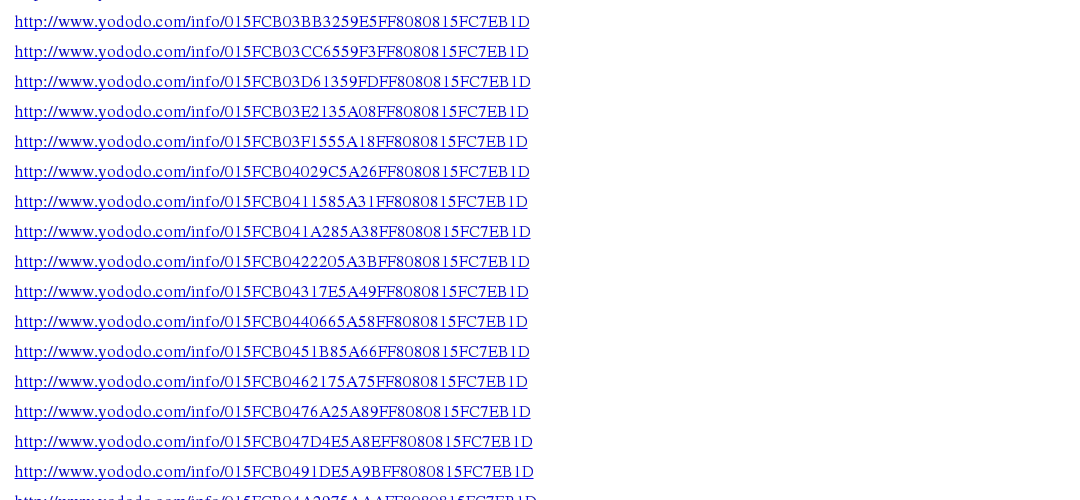 http://www.yododo.com/info/015FCB03BB3259E5FF8080815FC7EB1D
http://www.yododo.com/info/015FCB03CC6559F3FF8080815FC7EB1D
http://www.yododo.com/info/015FCB03D61359FDFF8080815FC7EB1D
http://www.yododo.com/info/015FCB03E2135A08FF8080815FC7EB1D
http://www.yododo.com/info/015FCB03F1555A18FF8080815FC7EB1D
http://www.yododo.com/info/015FCB04029C5A26FF8080815FC7EB1D
http://www.yododo.com/info/015FCB0411585A31FF8080815FC7EB1D
http://www.yododo.com/info/015FCB041A285A38FF8080815FC7EB1D
http://www.yododo.com/info/015FCB0422205A3BFF8080815FC7EB1D
http://www.yododo.com/info/015FCB04317E5A49FF8080815FC7EB1D
http://www.yododo.com/info/015FCB0440665A58FF8080815FC7EB1D
http://www.yododo.com/info/015FCB0451B85A66FF8080815FC7EB1D
http://www.yododo.com/info/015FCB0462175A75FF8080815FC7EB1D
http://www.yododo.com/info/015FCB0476A25A89FF8080815FC7EB1D
http://www.yododo.com/info/015FCB047D4E5A8EFF8080815FC7EB1D
http://www.yododo.com/info/015FCB0491DE5A9BFF8080815FC7EB1D